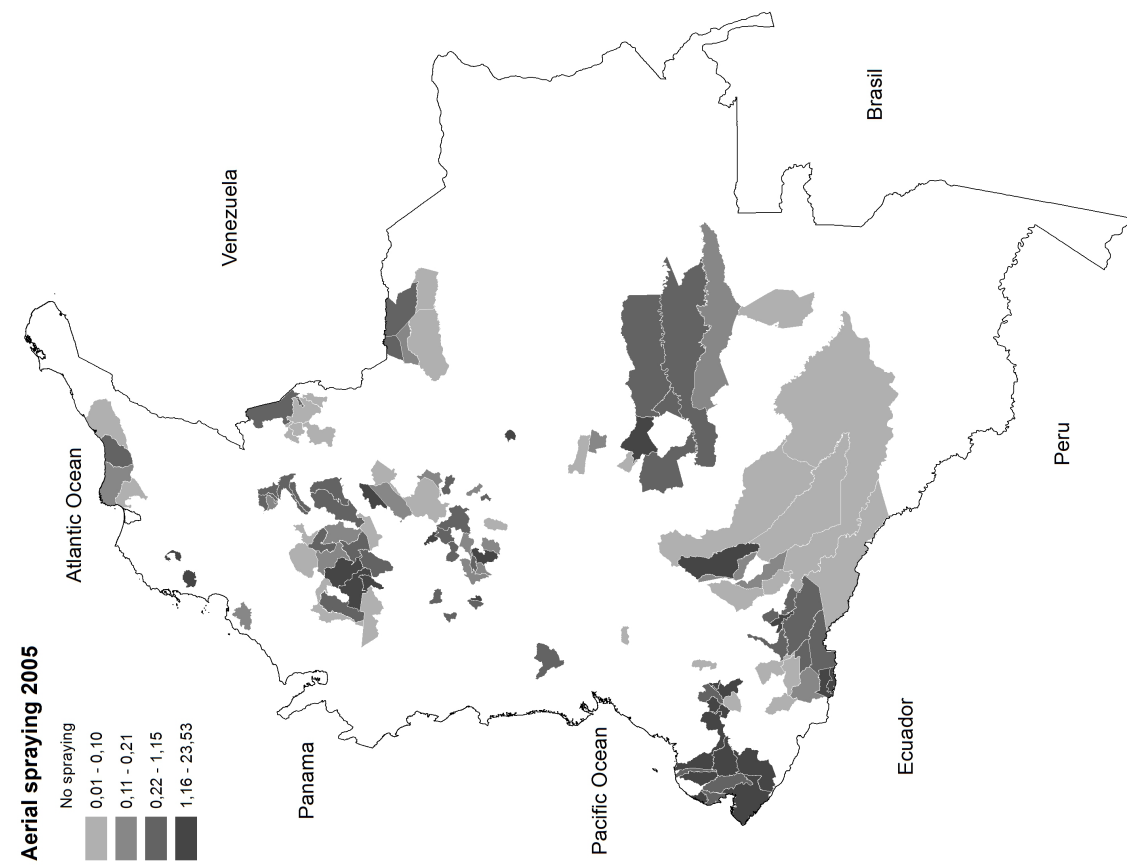 Aerial spraying 2005
No spraying
0,01 - 0,10
0,11 - 0,21
0,22 - 1,15
1,16 - 23,53
Atlantic Ocean
Venezuela
Panama
Pacific Ocean
Brasil
Ecuador
Peru